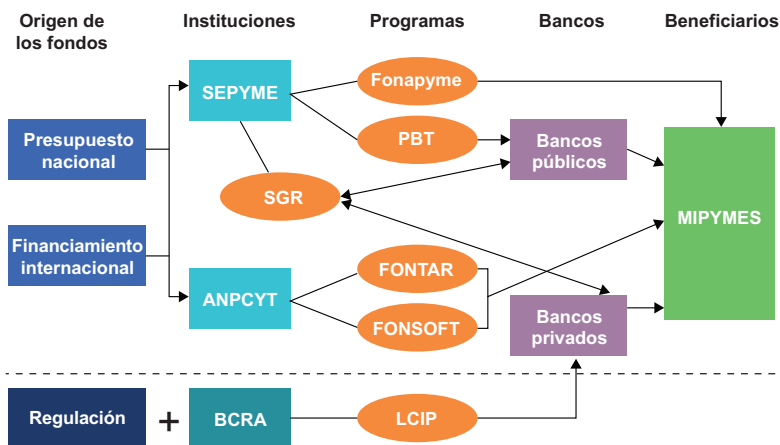 Origen de
los fondos
Instituciones
Programas
Bancos
Beneficiarios
SEPYME
Fonapyme
Presupuesto
nacional
PBT
Bancos
públicos
SGR
MIPYMES
Financiamiento
internacional
ANPCYT
FONTAR
FONSOFT
Bancos
privados
Regulación
+
BCRA
LCIP